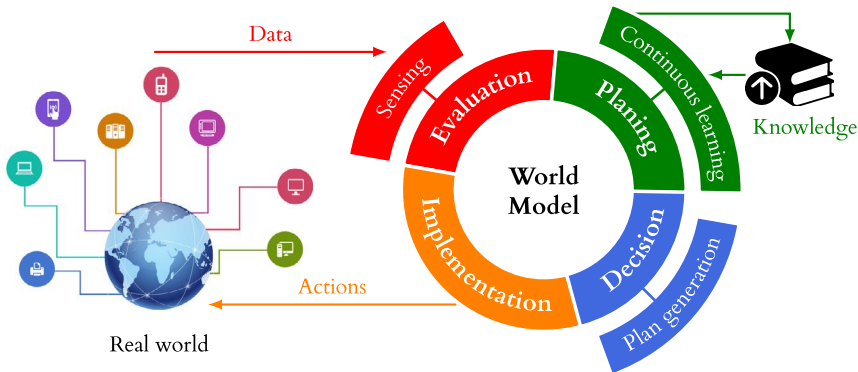 Data
Sensing
Evaluation
Planing
Continuous learning
Knowledge
World
Model
Implementation
Decision
Plan generation
Actions
Real world